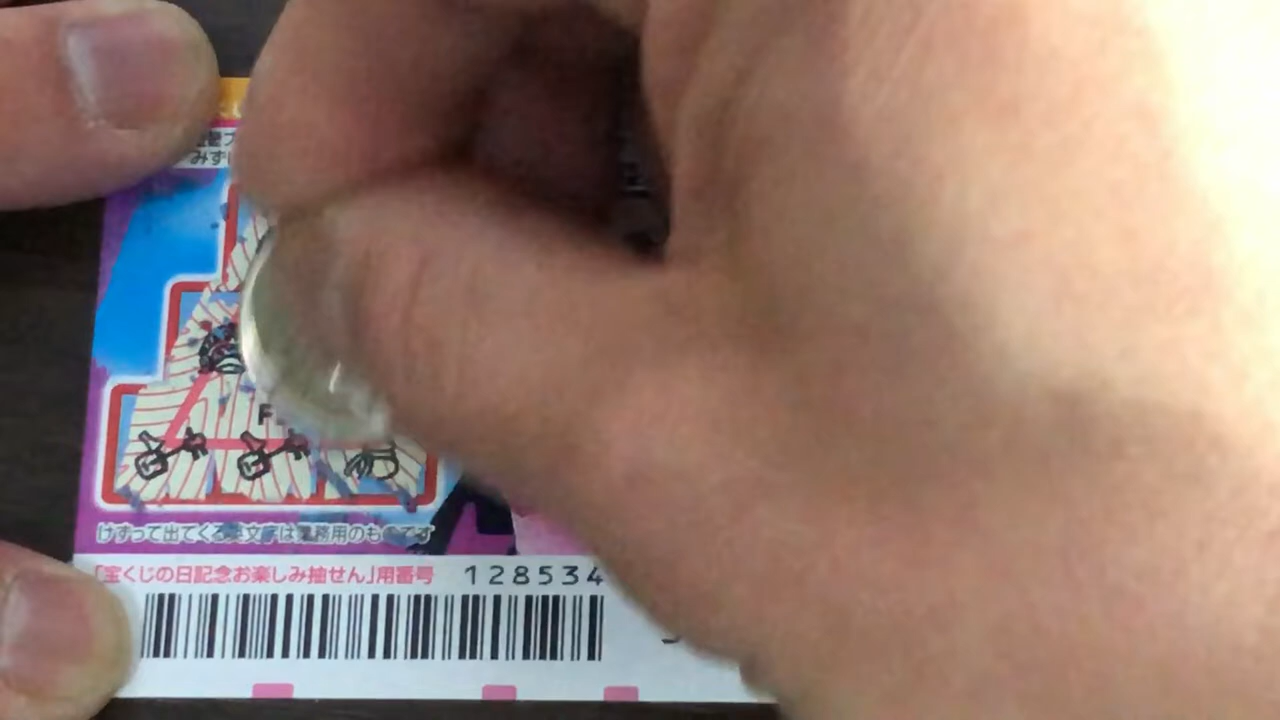 みず
F
けずって出てくる英文字は業務用のものです
「宝くじの日記念お楽しみ抽せん」用番号 128534